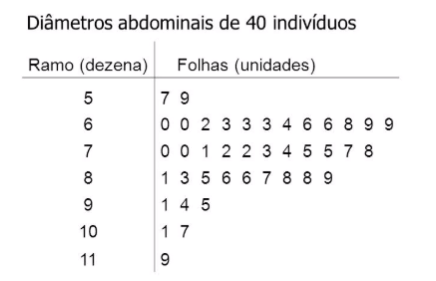 Diâmetros abdominais de 40 indivíduos
Ramo (dezena) Folhas (unidades)
5 7 9
6 0 0 2 3 3 3 4 6 6 8 9 9
7 0 0 1 2 2 3 4 5 5 7 8
8 1 3 5 6 6 7 8 8 9
9 1 4 5
10 1 7
11 9